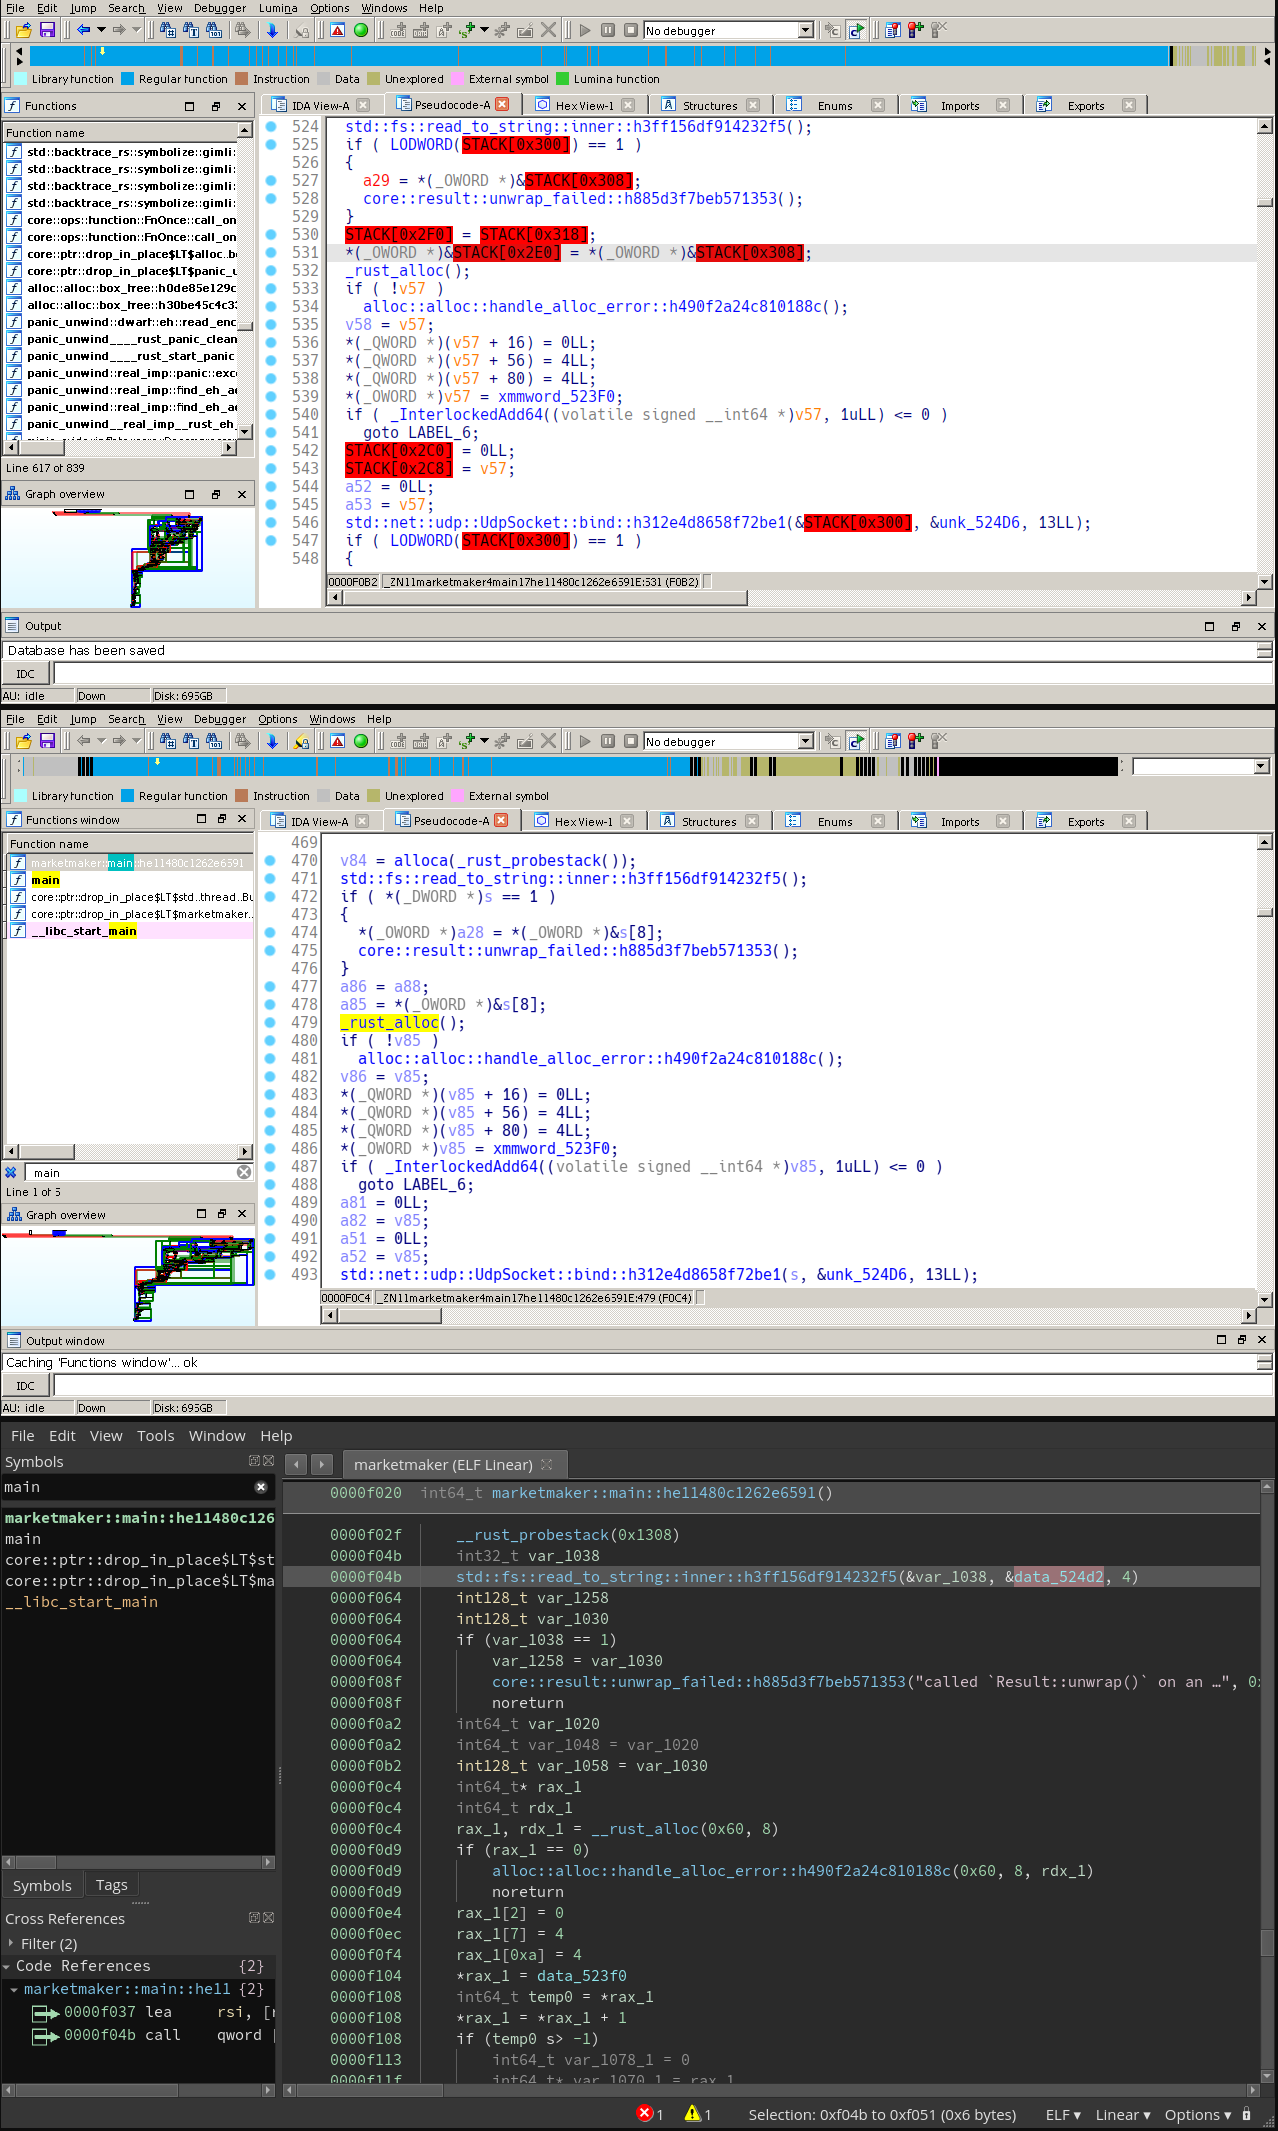 File Edit Jump Search View Debugger Lumina Options Windows Help
No debugger
Library function Regular function Instruction Data Unexplored External symbol Lumina function
Functions
IDA View-A Pseudocode-A Hex View-1 Structures Enums Imports Exports
Function name
std::backtrace_rs::symbolize::gimli:
std::backtrace_rs::symbolize::gimli:
std::backtrace_rs::symbolize::gimli:
std::backtrace_rs::symbolize::gimli:
core::ops::function::FnOnce::call_on
core::ops::function::FnOnce::call_on
core::ptr::drop_in_place$LT$alloc..b
core::ptr::drop_in_place$LT$panic_u
alloc::alloc::box_free::h0de85e129c
alloc::alloc::box_free::h30be45c4c33
panic_unwind::dwarf::eh::read_enc
panic_unwind____rust_panic_clean
panic_unwind____rust_start_panic
panic_unwind::real_imp::panic::exc
panic_unwind::real_imp::find_eh_a
panic_unwind::real_imp::find_eh_a
panic_unwind__real_imp__rust_eh_
Line 617 of 839
Graph overview
524 std::fs::read_to_string::inner::h3ff156df914232f5();
525 if ( LODWORD(STACK[0x300]) == 1 )
526 {
527 a29 = *(_OWORD *)&STACK[0x308];
528 core::result::unwrap_failed::h885d3f7beb571353();
529 }
530 STACK[0x2F0] = STACK[0x318];
531 *(_OWORD *)&STACK[0x2E0] = *(_OWORD *)&STACK[0x308];
532 _rust_alloc();
533 if ( !v57 )
534 alloc::alloc::handle_alloc_error::h490f2a24c810188c();
535 v58 = v57;
536 *(_QWORD *)(v57 + 16) = 0LL;
537 *(_QWORD *)(v57 + 56) = 4LL;
538 *(_QWORD *)(v57 + 80) = 4LL;
539 *(_OWORD *)v57 = xmmword_523F0;
540 if ( _InterlockedAdd64((volatile signed __int64 *)v57, 1uLL) <= 0 )
541 goto LABEL_6;
542 STACK[0x2C0] = 0LL;
543 STACK[0x2C8] = v57;
544 a52 = 0LL;
545 a53 = v57;
546 std::net::udp::UdpSocket::bind::h312e4d8658f72be1(&STACK[0x300], &unk_524D6, 13LL);
547 if ( LODWORD(STACK[0x300]) == 1 )
548 {
0000F0B2 _ZN11marketmaker4main17he11480c1262e6591E:531 (F0B2)
Output
Database has been saved
IDC
AU: idle Down Disk: 695GB
File Edit Jump Search View Debugger Options Windows Help
No debugger
Library function Regular function Instruction Data Unexplored External symbol
Functions window
IDA View-A Pseudocode-A Hex View-1 Structures Enums Imports Exports
Function name
marketmaker::main::he11480c1262e6591
main
core::ptr::drop_in_place$LT$std..thread..Bu
core::ptr::drop_in_place$LT$marketmaker..
__libc_start_main
main
Line 1 of 5
Graph overview
469
470 v84 = alloca(_rust_probestack());
471 std::fs::read_to_string::inner::h3ff156df914232f5();
472 if ( *(_DWORD *)s == 1 )
473 {
474 *(_OWORD *)a28 = *(_OWORD *)&s[8];
475 core::result::unwrap_failed::h885d3f7beb571353();
476 }
477 a86 = a88;
478 a85 = *(_OWORD *)&s[8];
479 _rust_alloc();
480 if ( !v85 )
481 alloc::alloc::handle_alloc_error::h490f2a24c810188c();
482 v86 = v85;
483 *(_QWORD *)(v85 + 16) = 0LL;
484 *(_QWORD *)(v85 + 56) = 4LL;
485 *(_QWORD *)(v85 + 80) = 4LL;
486 *(_OWORD *)v85 = xmmword_523F0;
487 if ( _InterlockedAdd64((volatile signed __int64 *)v85, 1uLL) <= 0 )
488 goto LABEL_6;
489 a81 = 0LL;
490 a82 = v85;
491 a51 = 0LL;
492 a52 = v85;
493 std::net::udp::UdpSocket::bind::h312e4d8658f72be1(s, &unk_524D6, 13LL);
0000F0C4 _ZN11marketmaker4main17he11480c1262e6591E:479 (F0C4)
Output window
Caching 'Functions window'... ok
IDC
AU: idle Down Disk: 695GB
File Edit View Tools Window Help
Symbols
main
marketmaker::main::he11480c126
main
core::ptr::drop_in_place$LT$st
core::ptr::drop_in_place$LT$ma
__libc_start_main
Symbols Tags
Cross References
Filter (2)
Code References {2}
marketmaker::main::he11 {2}
0000f037 lea rsi, [r
0000f04b call qword [
marketmaker (ELF Linear)
0000f020 int64_t marketmaker::main::he11480c1262e6591()
0000f02f __rust_probestack(0x1308)
0000f04b int32_t var_1038
0000f04b std::fs::read_to_string::inner::h3ff156df914232f5(&var_1038, &data_524d2, 4)
0000f064 int128_t var_1258
0000f064 int128_t var_1030
0000f064 if (var_1038 == 1)
0000f064 var_1258 = var_1030
0000f08f core::result::unwrap_failed::h885d3f7beb571353("called `Result::unwrap()` on an …", 0x
0000f08f noreturn
0000f0a2 int64_t var_1020
0000f0a2 int64_t var_1048 = var_1020
0000f0b2 int128_t var_1058 = var_1030
0000f0c4 int64_t* rax_1
0000f0c4 int64_t rdx_1
0000f0c4 rax_1, rdx_1 = __rust_alloc(0x60, 8)
0000f0d9 if (rax_1 == 0)
0000f0d9 alloc::alloc::handle_alloc_error::h490f2a24c810188c(0x60, 8, rdx_1)
0000f0d9 noreturn
0000f0e4 rax_1[2] = 0
0000f0ec rax_1[7] = 4
0000f0f4 rax_1[0xa] = 4
0000f104 *rax_1 = data_523f0
0000f108 int64_t temp0 = *rax_1
0000f108 *rax_1 = *rax_1 + 1
0000f108 if (temp0 s> -1)
0000f113 int64_t var_1078_1 = 0
0000f11f int64_t* var_1070_1 = rax_1
1 1 Selection: 0xf04b to 0xf051 (0x6 bytes) ELF Linear Options